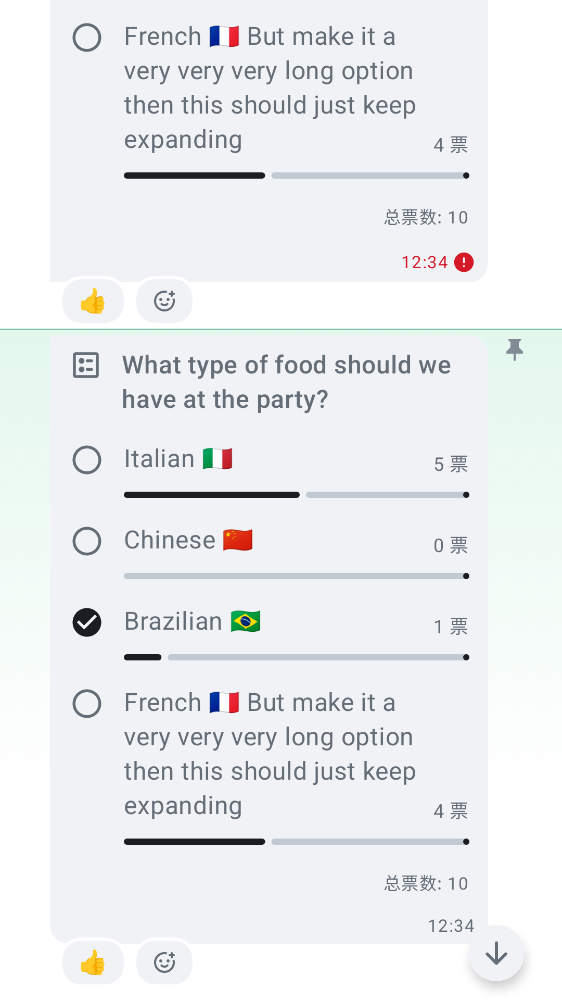 French 🇫🇷 But make it a
very very very long option
then this should just keep
expanding
4 票
总票数: 10
12:34
👍
What type of food should we
have at the party?
Italian 🇮🇹
5 票
Chinese 🇨🇳
0 票
Brazilian 🇧🇷
1 票
French 🇫🇷 But make it a
very very very long option
then this should just keep
expanding
4 票
总票数: 10
12:34
👍